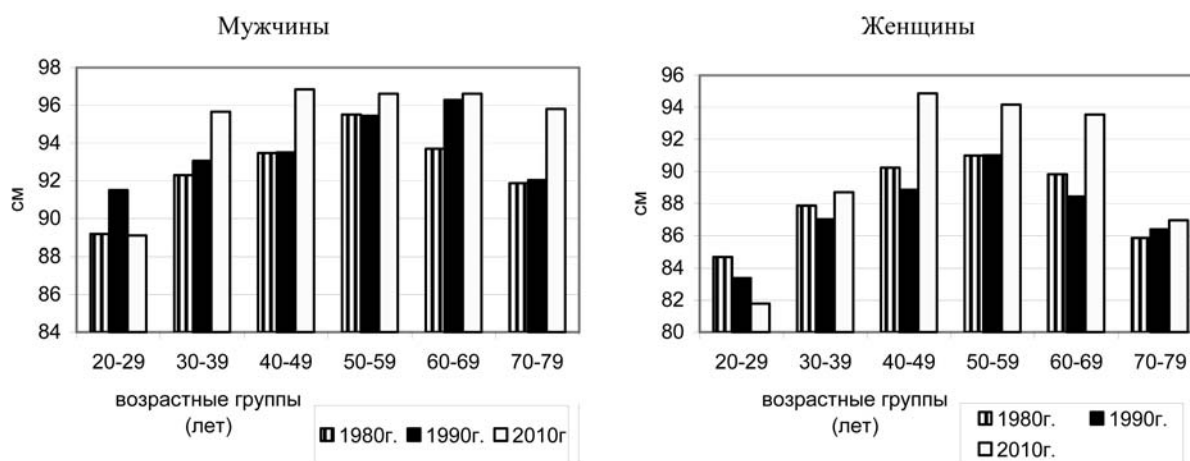 Мужчины
98
96
94
92
90
88
86
84
см
20-29 30-39 40-49 50-59 60-69 70-79
возрастные группы
(лет)
1980г. 1990г. 2010г
Женщины
96
94
92
90
88
86
84
82
80
см
20-29 30-39 40-49 50-59 60-69 70-79
возрастные группы
(лет)
1980г. 1990г.
2010г.